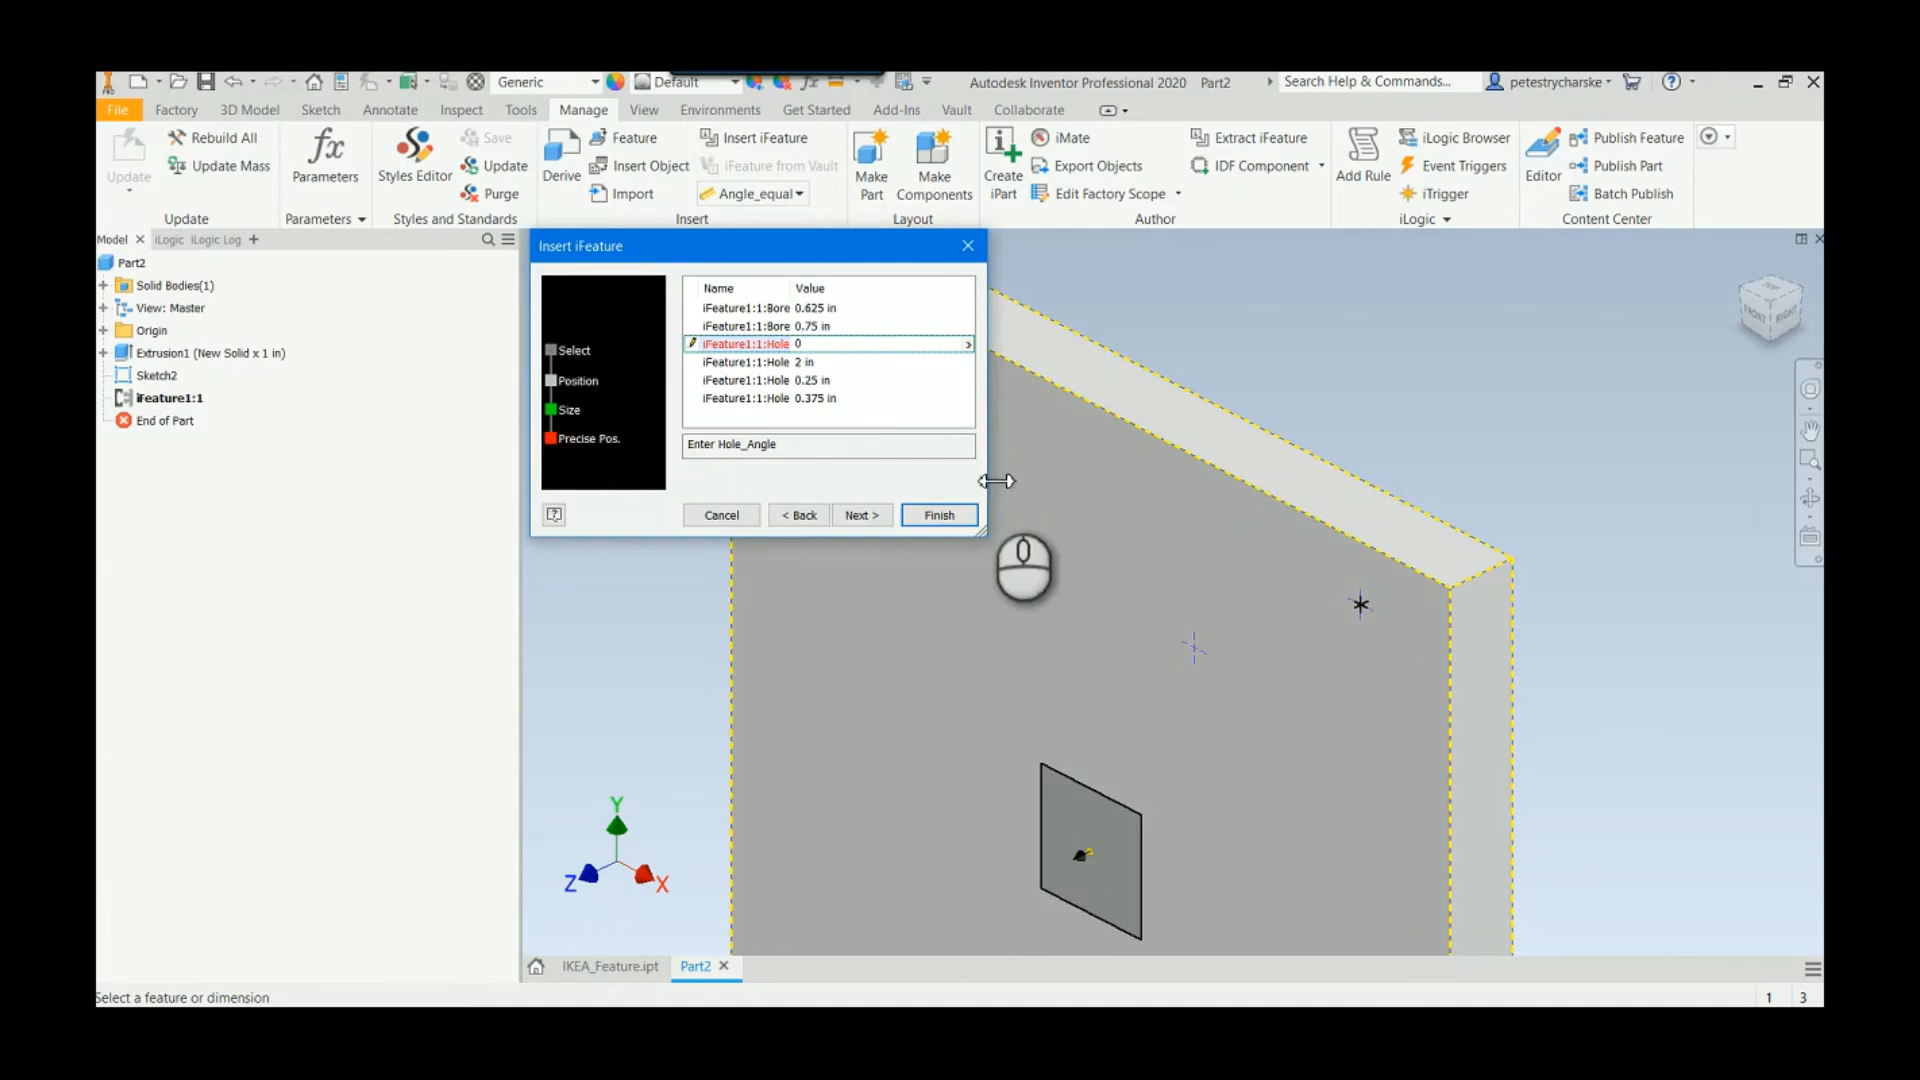 PRO
Generic
Default
fx
Autodesk Inventor Professional 2020 Part2
Search Help & Commands...
petestrycharske
File Factory 3D Model Sketch Annotate Inspect Tools Manage View Environments Get Started Add-Ins Vault Collaborate
Update
Rebuild All
Update Mass
Update
fx
Parameters
Parameters
Styles Editor
Save
Update
Purge
Styles and Standards
Derive
Feature
Insert Object
Import
Insert iFeature
iFeature from Vault
Angle_equal
Insert
Make
Part
Make
Components
Layout
Create
iPart
iMate
Export Objects
Edit Factory Scope
Extract iFeature
IDF Component
Author
Add Rule
iLogic Browser
Event Triggers
iTrigger
iLogic
Editor
Publish Feature
Publish Part
Batch Publish
Content Center
Model iLogic iLogic Log
Part2
Solid Bodies(1)
View: Master
Origin
Extrusion1 (New Solid x 1 in)
Sketch2
iFeature1:1
End of Part
Insert iFeature
Select
Position
Size
Precise Pos.
Name Value
iFeature1:1:Bore 0.625 in
iFeature1:1:Bore 0.75 in
iFeature1:1:Hole 0
iFeature1:1:Hole 2 in
iFeature1:1:Hole 0.25 in
iFeature1:1:Hole 0.375 in
Enter Hole_Angle
Cancel < Back Next > Finish
TOP
FRONT RIGHT
Y
Z
X
IKEA_Feature.ipt Part2
Select a feature or dimension
1 3